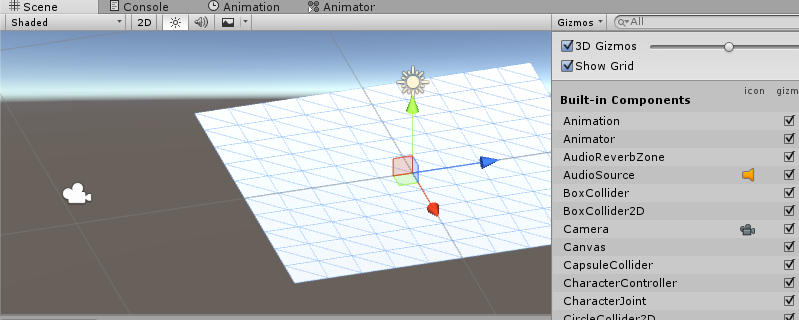 Scene Console Animation Animator
Shaded 2D Gizmos All
3D Gizmos
Show Grid
icon gizm
Built-in Components
Animation
Animator
AudioReverbZone
AudioSource
BoxCollider
BoxCollider2D
Camera
Canvas
CapsuleCollider
CharacterController
CharacterJoint
CircleCollider2D